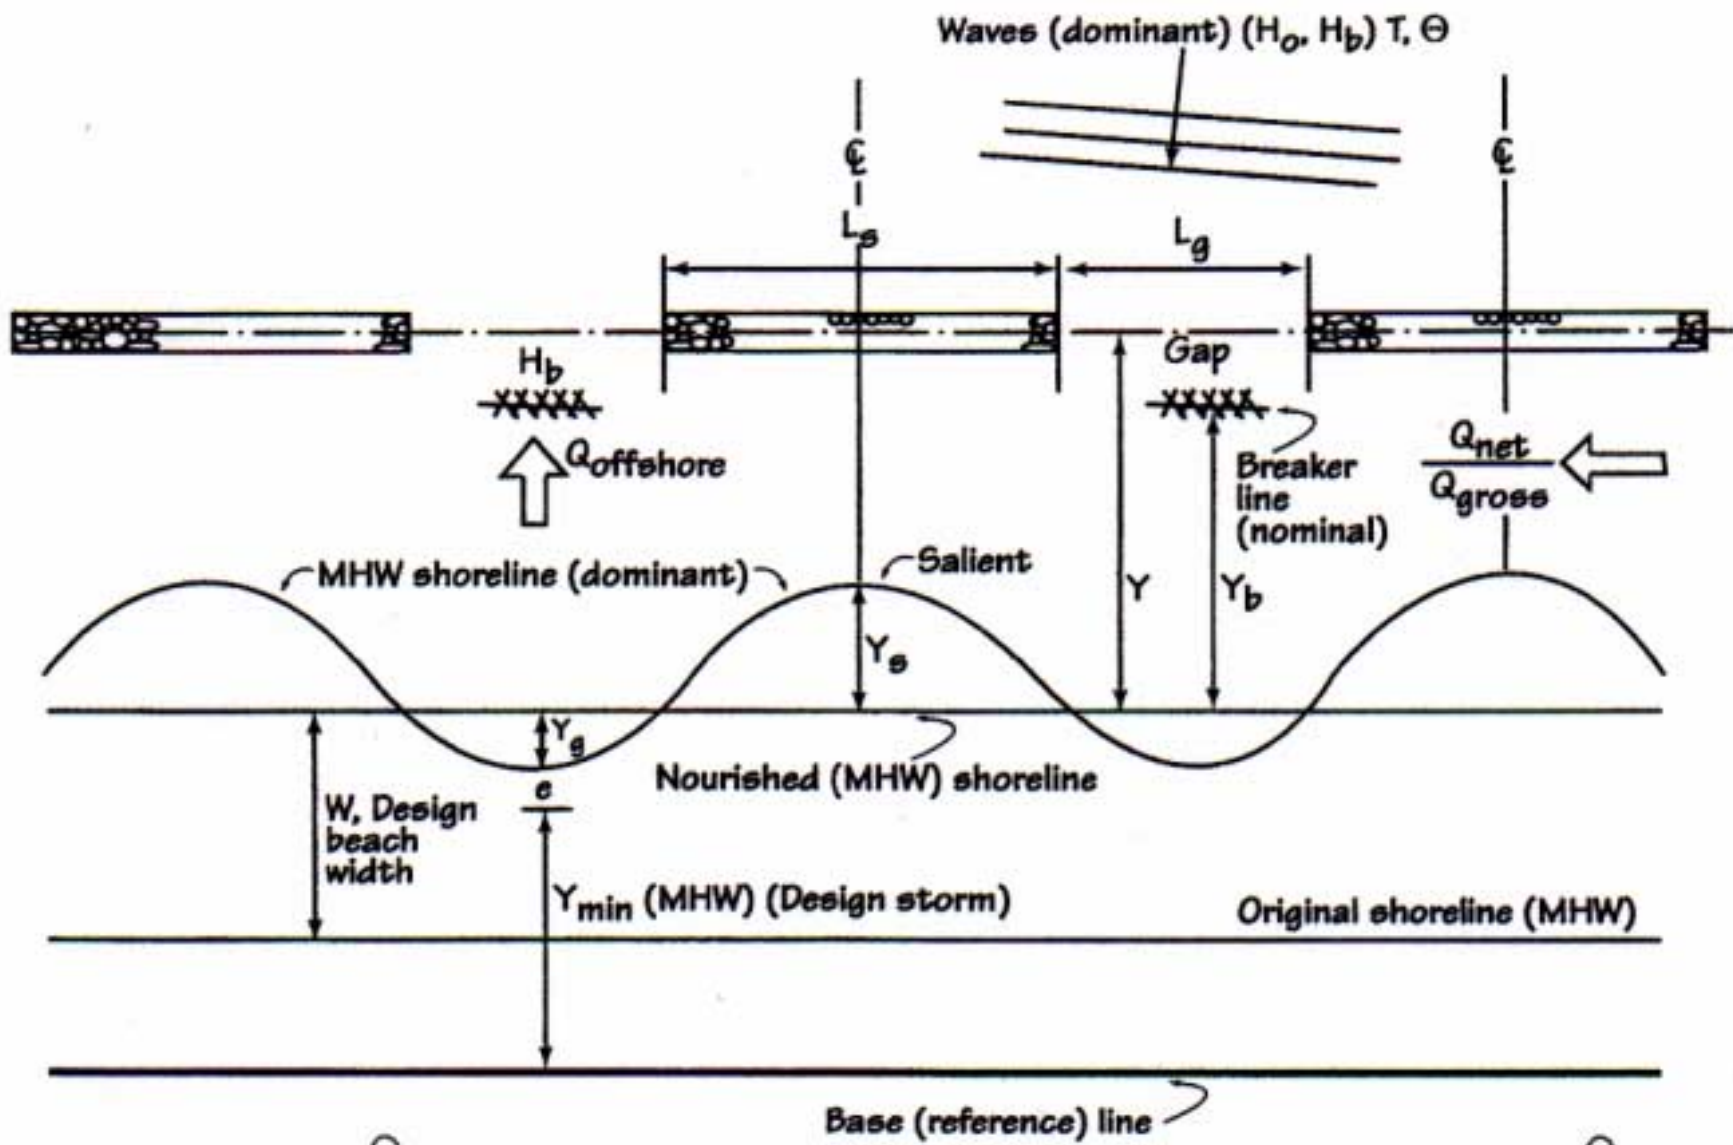 Waves (dominant) (Ho, Hb) T, Θ
℄
℄
Ls
Lg
Hb
Gap
Qoffshore
Breaker
line
(nominal)
Qnet
Qgross
MHW shoreline (dominant)
Salient
Y
Yb
Ys
Yg
Nourished (MHW) shoreline
e
W, Design
beach
width
Ymin (MHW) (Design storm)
Original shoreline (MHW)
Base (reference) line